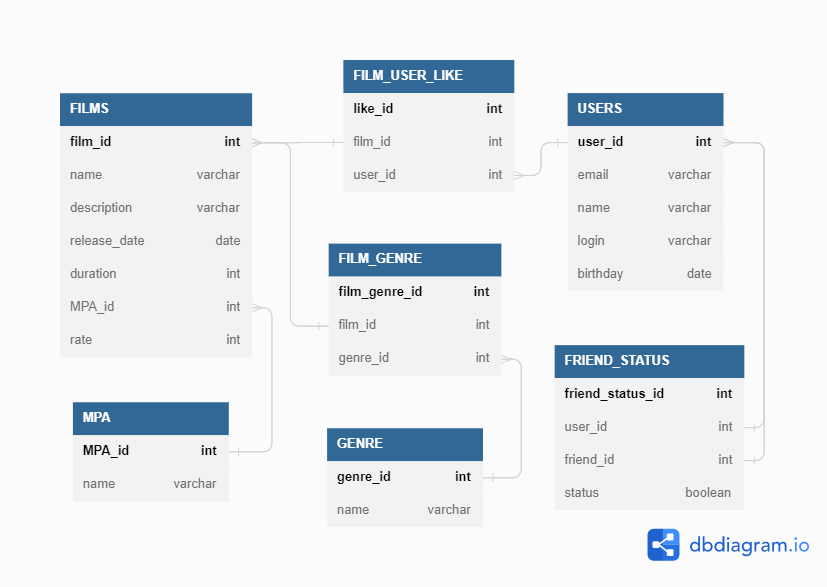 FILMS
film_id int
name varchar
description varchar
release_date date
duration int
MPA_id int
rate int
FILM_USER_LIKE
like_id int
film_id int
user_id int
USERS
user_id int
email varchar
name varchar
login varchar
birthday date
FILM_GENRE
film_genre_id int
film_id int
genre_id int
MPA
MPA_id int
name varchar
GENRE
genre_id int
name varchar
FRIEND_STATUS
friend_status_id int
user_id int
friend_id int
status boolean
dbdiagram.io